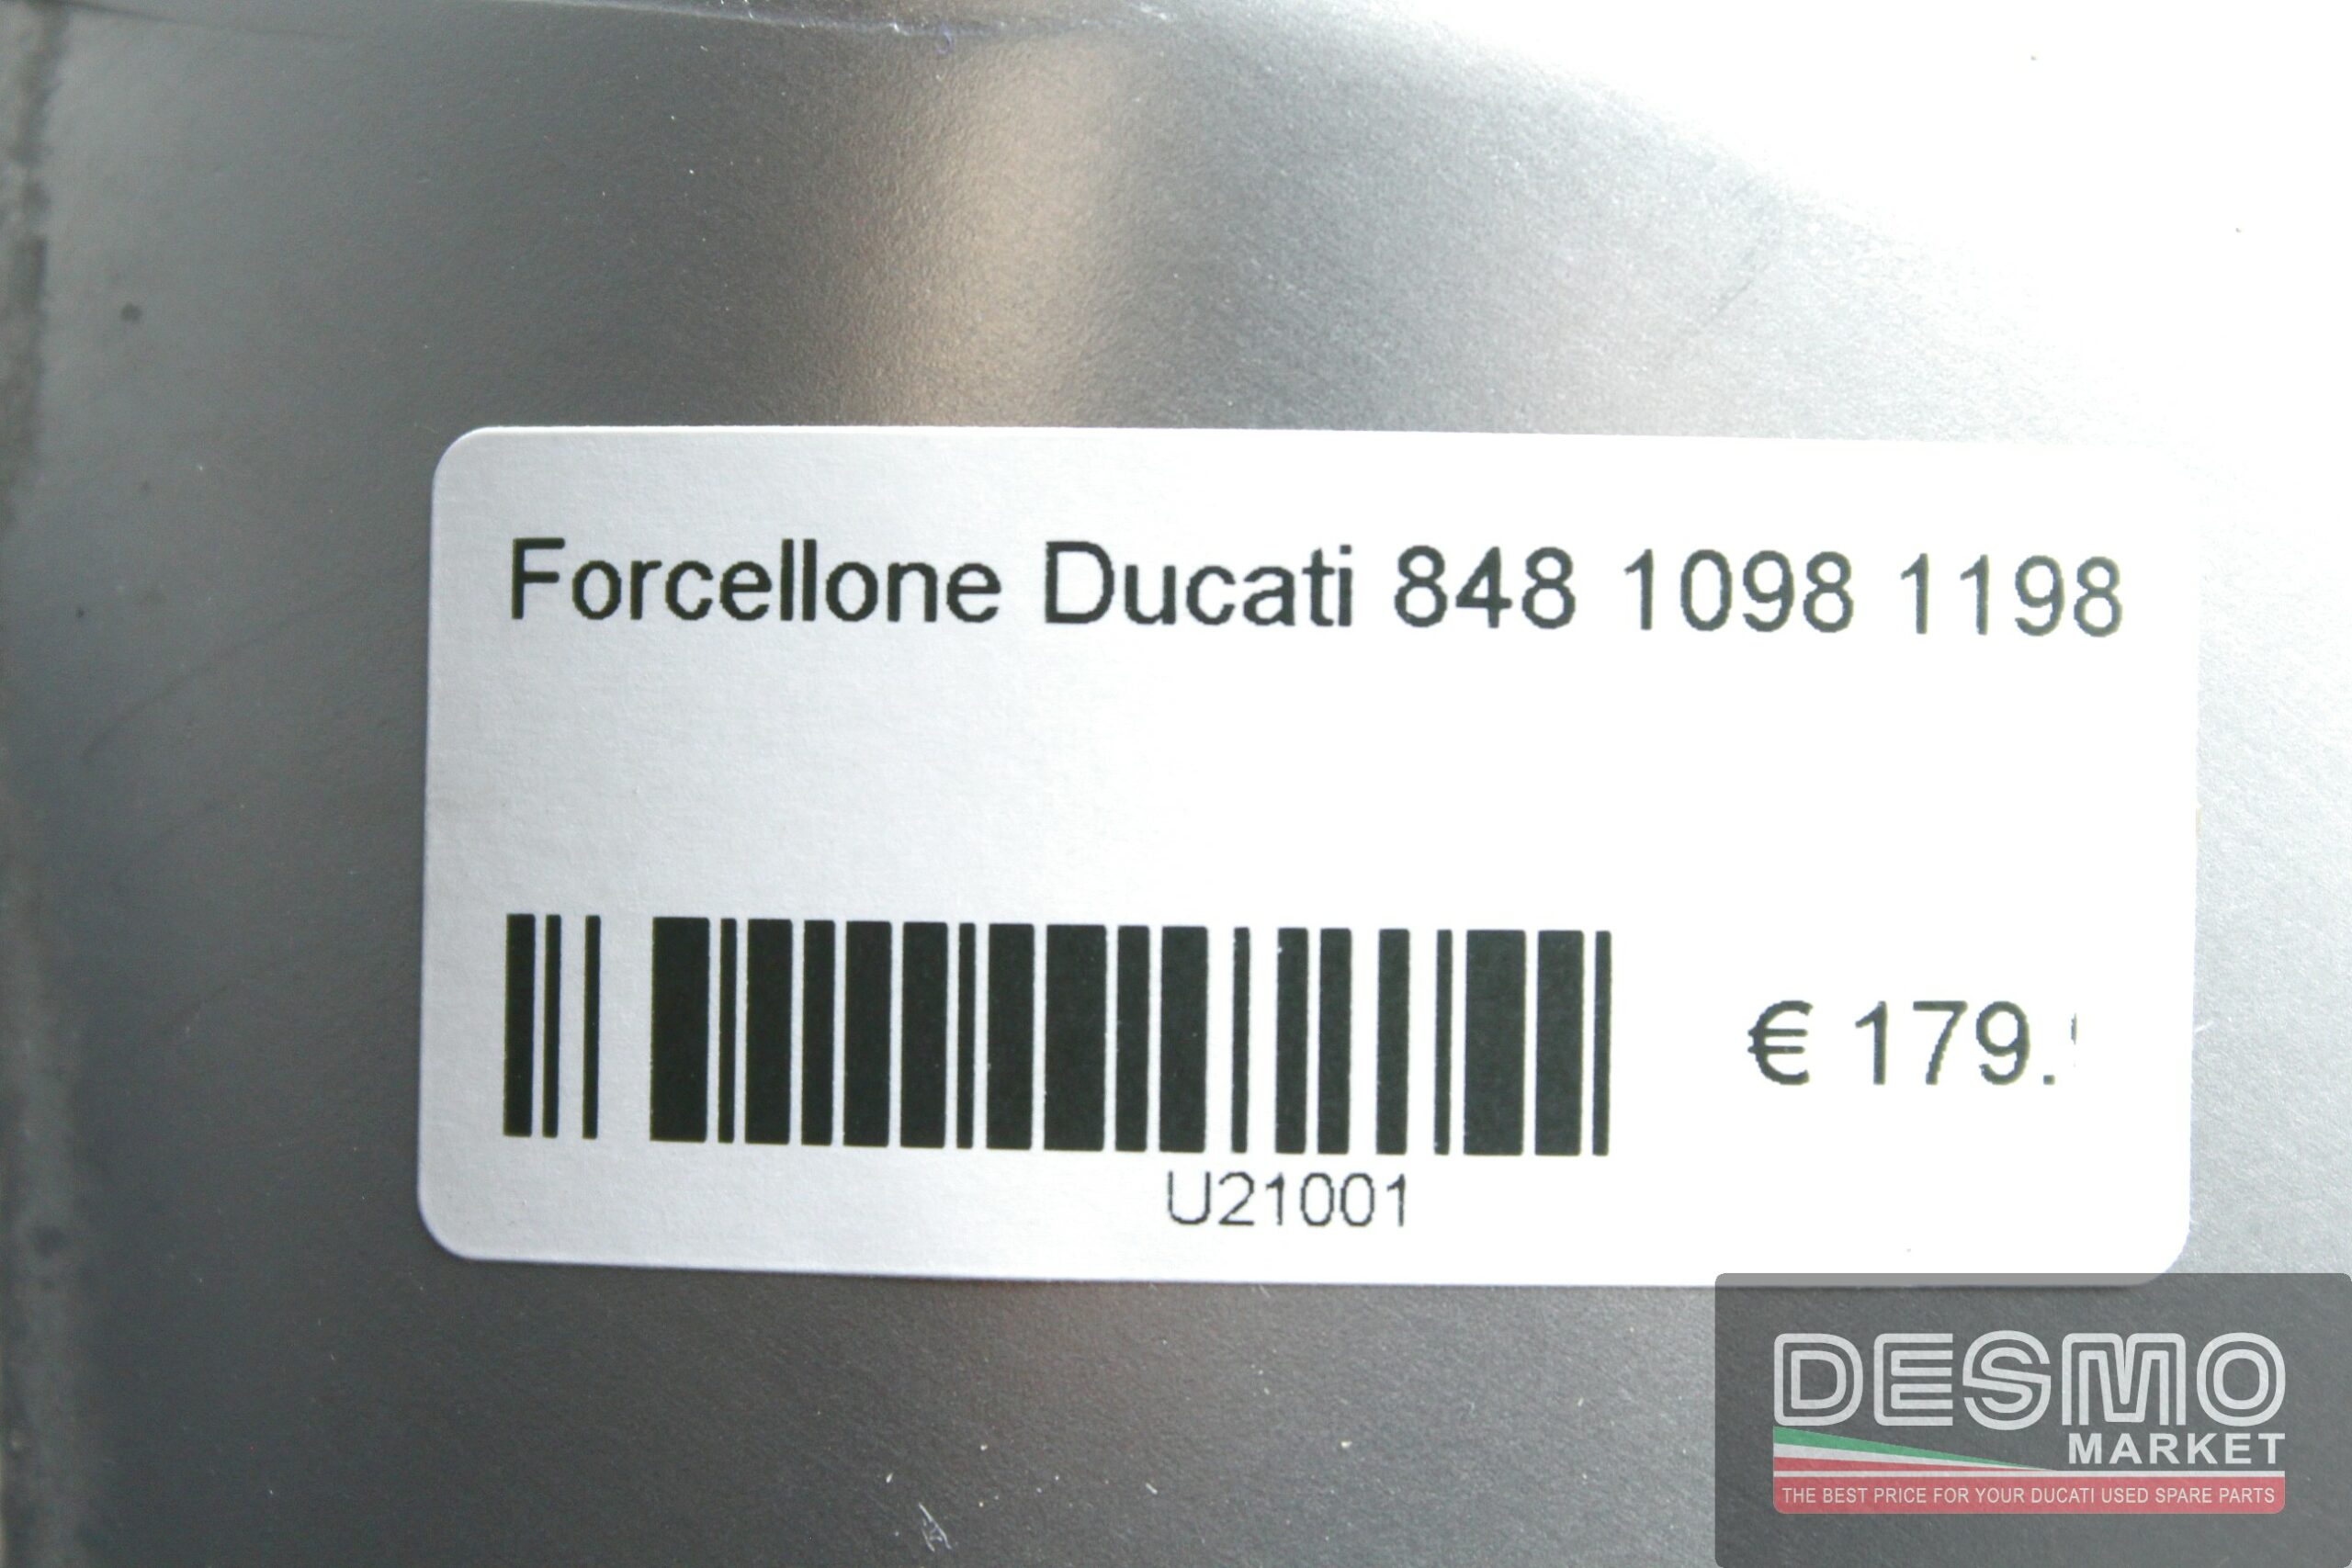 Forcellone Ducati 848 1098 1198
€ 179.
U21001
DESMO
MARKET
THE BEST PRICE FOR YOUR DUCATI USED SPARE PARTS